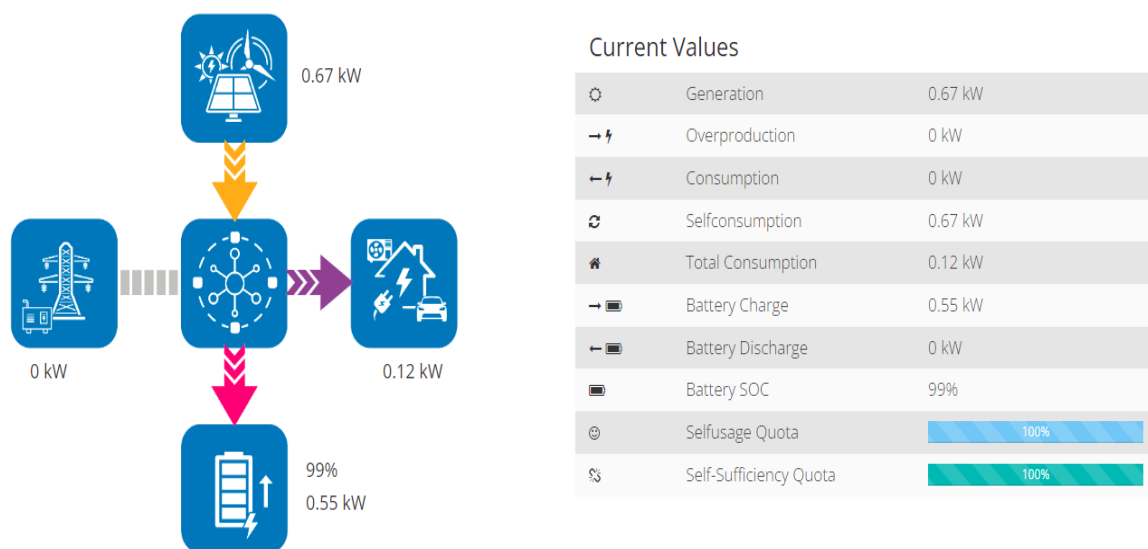 0.67 kW
0 kW
0.12 kW
99%
0.55 kW
Current Values
Generation 0.67 kW
Overproduction 0 kW
Consumption 0 kW
Selfconsumption 0.67 kW
Total Consumption 0.12 kW
Battery Charge 0.55 kW
Battery Discharge 0 kW
Battery SOC 99%
Selfusage Quota 100%
Self-Sufficiency Quota 100%